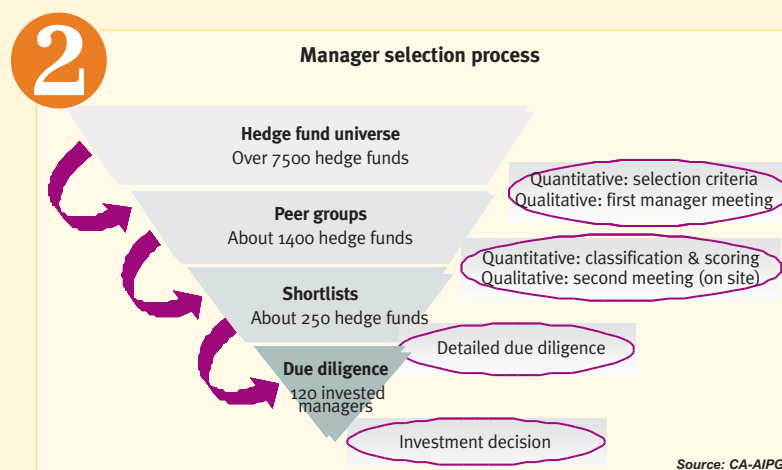 2
Manager selection process
Hedge fund universe
Over 7500 hedge funds
Quantitative: selection criteria
Qualitative: first manager meeting
Peer groups
About 1400 hedge funds
Quantitative: classification & scoring
Qualitative: second meeting (on site)
Shortlists
About 250 hedge funds
Detailed due diligence
Due diligence
120 invested
managers
Investment decision
Source: CA-AIPG